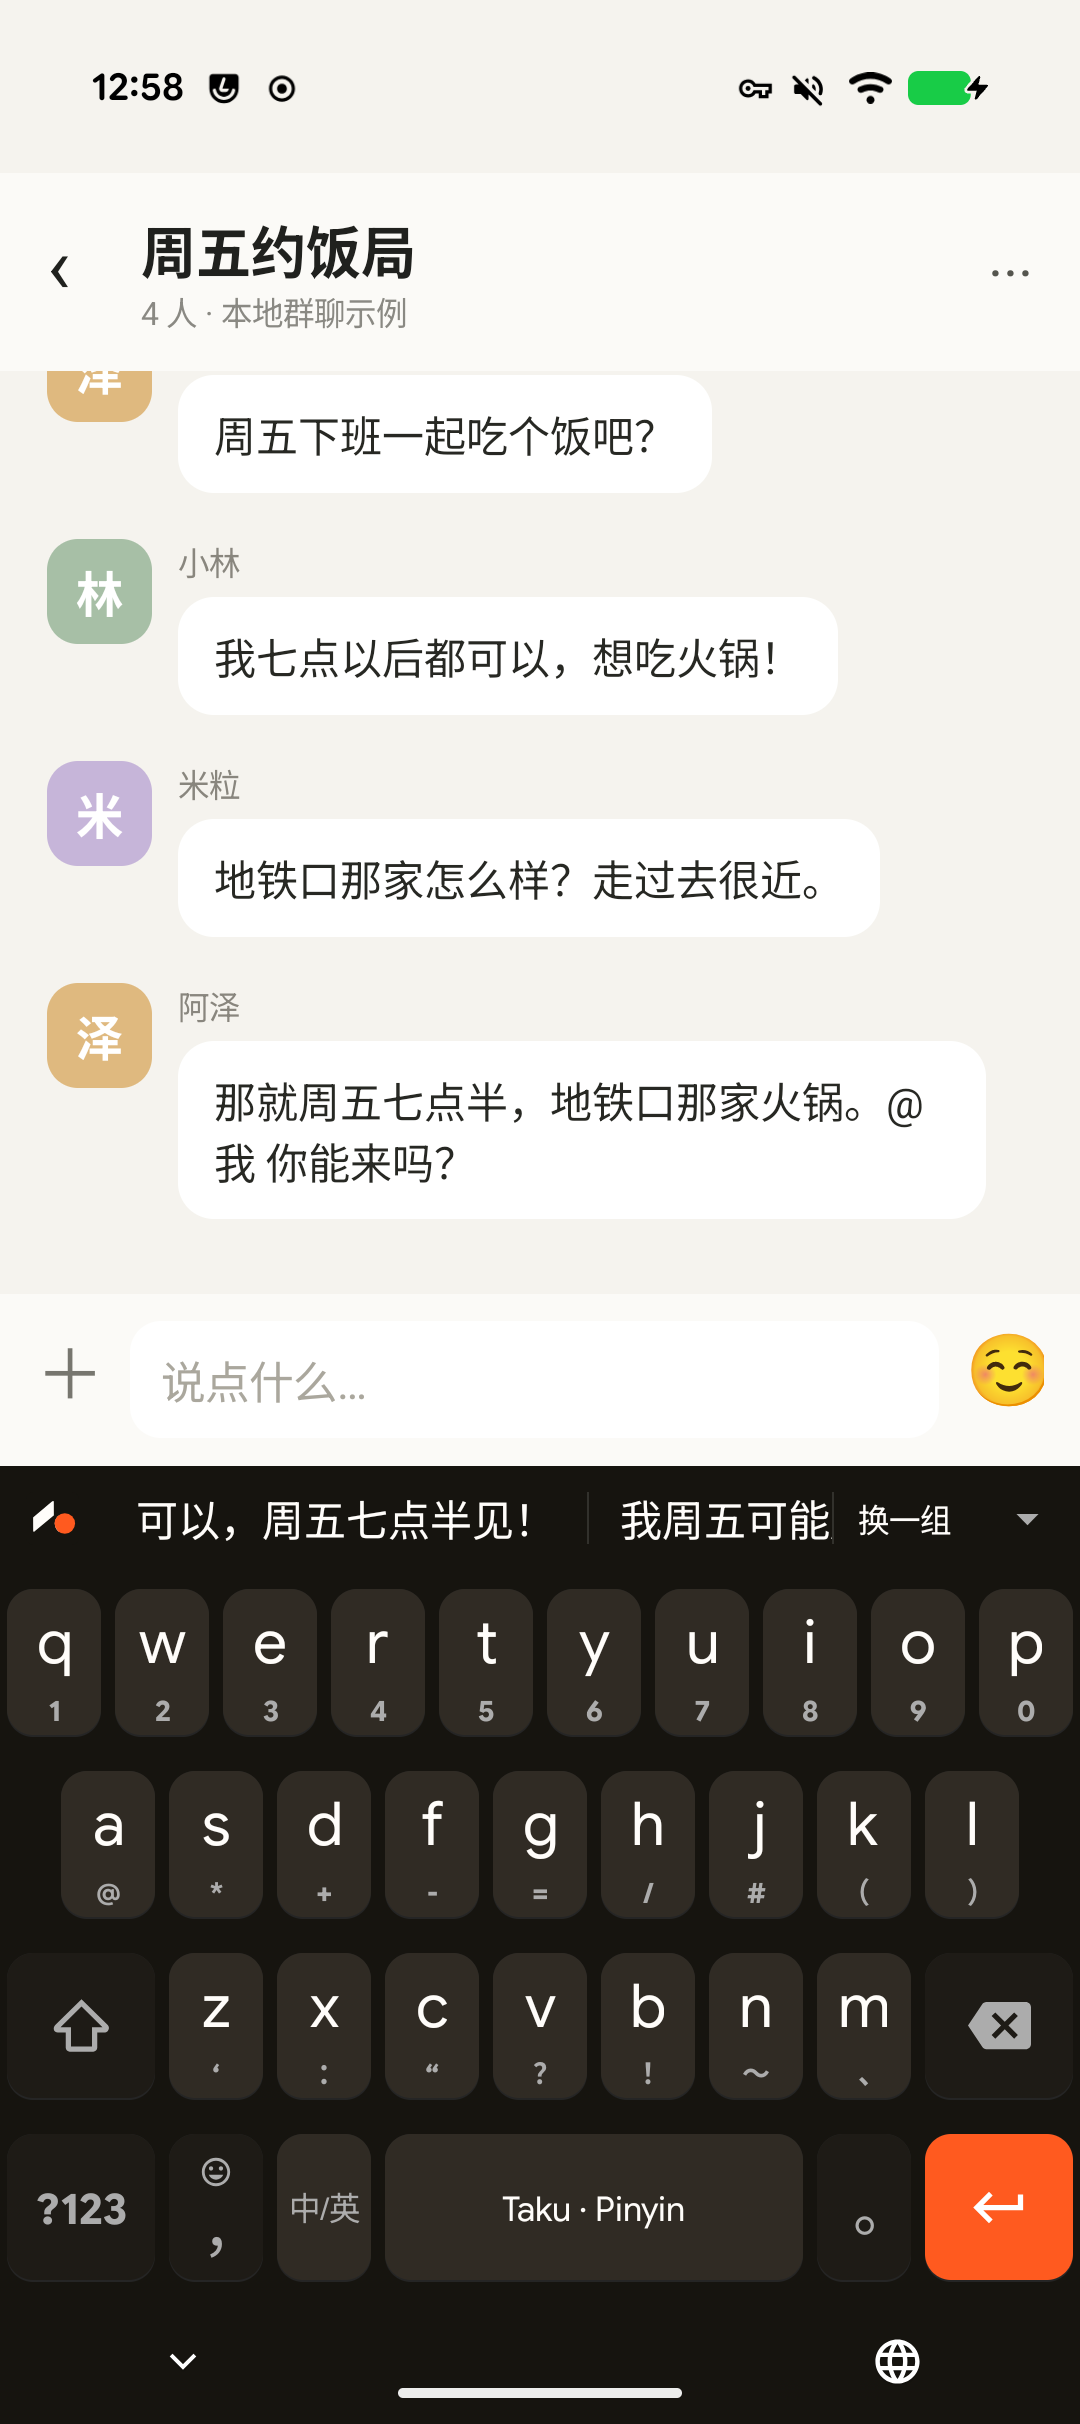 12:58
周五约饭局
4 人 · 本地群聊示例
泽
周五下班一起吃个饭吧？
林
小林
我七点以后都可以，想吃火锅！
米
米粒
地铁口那家怎么样？走过去很近。
泽
阿泽
那就周五七点半，地铁口那家火锅。@
我 你能来吗？
说点什么...
可以，周五七点半见！ 我周五可能 换一组
q w e r t y u i o p
1 2 3 4 5 6 7 8 9 0
a s d f g h j k l
@ * + - = / # ( )
z x c v b n m
‘ : “ ? ! ～ 、
?123 ， 中/英 Taku · Pinyin 。